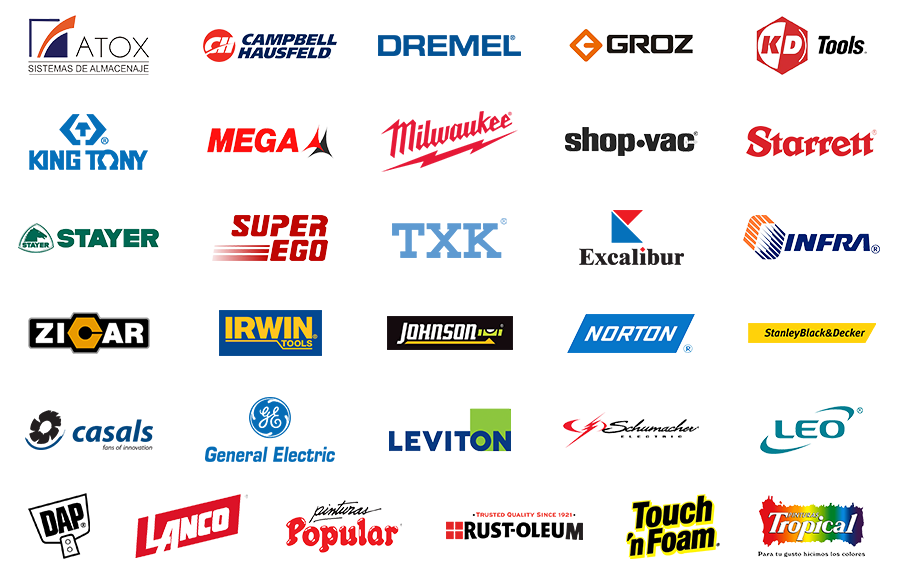 ATOX
SISTEMAS DE ALMACENAJE
CH CAMPBELL
HAUSFELD
DREMEL®
GROZ
KD Tools
®
KING TONY
MEGA
Milwaukee®
shop·vac®
Starrett®
STAYER STAYER
SUPER
EGO
TXK®
Excalibur
INFRA®
ZICAR
IRWIN
TOOLS®
JOHNSON
NORTON®
StanleyBlack&Decker
casals
fans of innovation
GE
General Electric
LEVITON
Schumacher
ELECTRIC
LEO®
DAP®
LANCO®
pinturas
Popular
TRUSTED QUALITY SINCE 1921
RUST-OLEUM
Touch
'n Foam®
PINTURAS
Tropical
Para tu gusto hicimos los colores